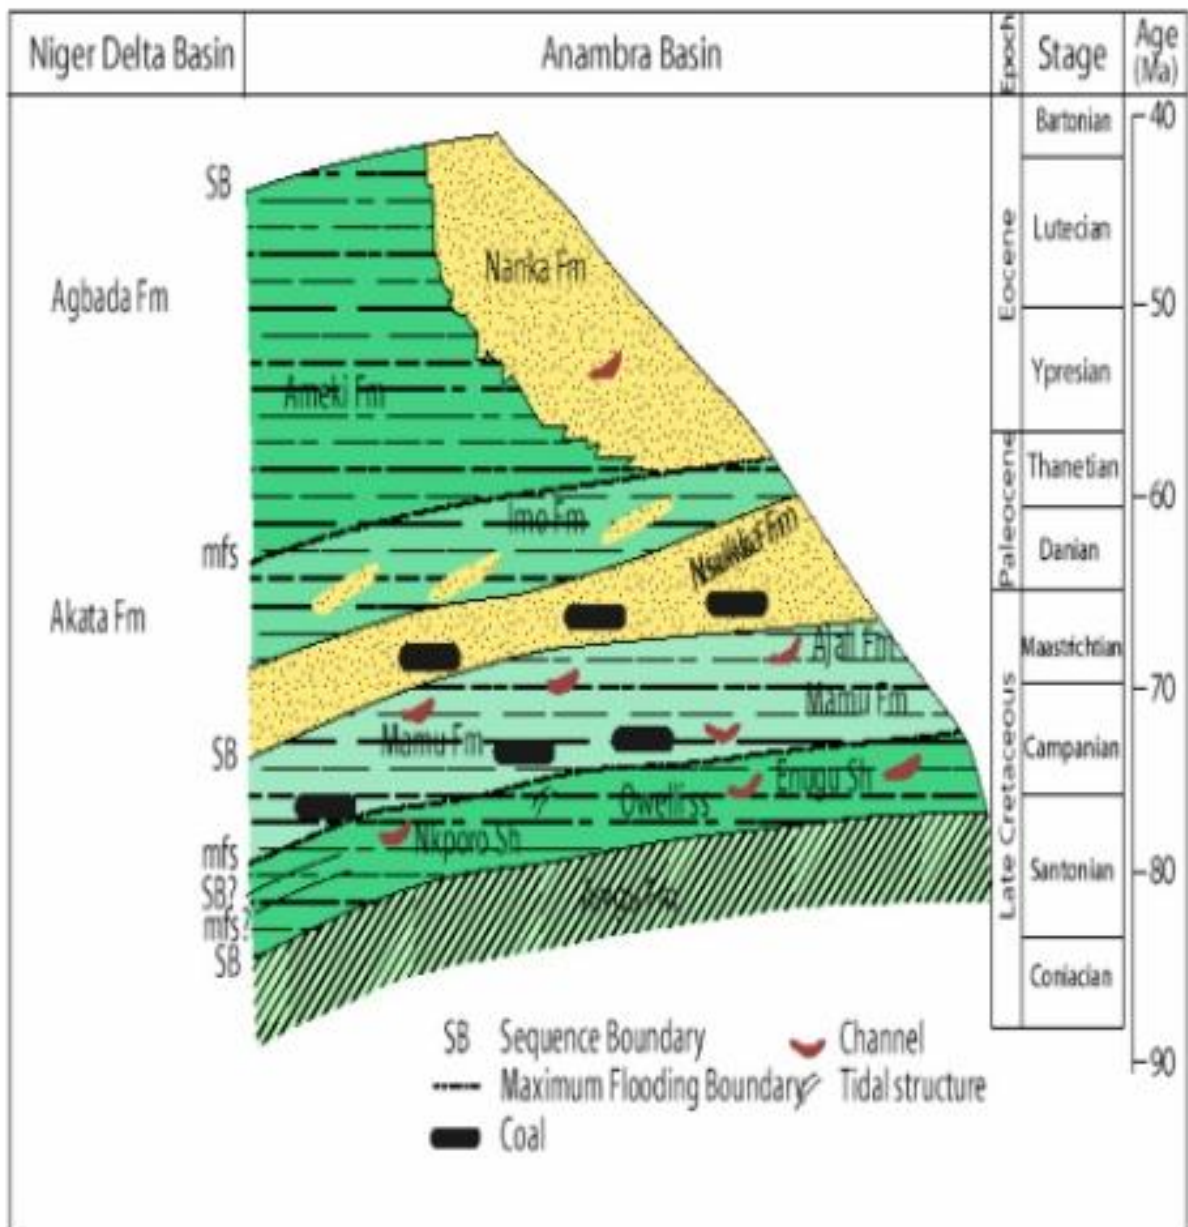 Niger Delta Basin
Anambra Basin
Epoch
Stage
Age
(Ma)
Bartonian
40
SB
Lutecian
Nanka Fm
Eocene
Agbada Fm
50
Ypresian
Ameki Fm
Thanetian
Paleocene
60
Imo Fm
Danian
mfs
Akata Fm
Ajali Fm
Maastrichtian
Mamu Fm
70
Mamu Fm
SB
Campanian
Enugu Sh
Owelli ss
Nkporo Sh
Late Cretaceous
mfs
SB?
mfs?
SB
Santonian
80
Coniacian
SB Sequence Boundary
Channel
Maximum Flooding Boundary
Tidal structure
90
Coal